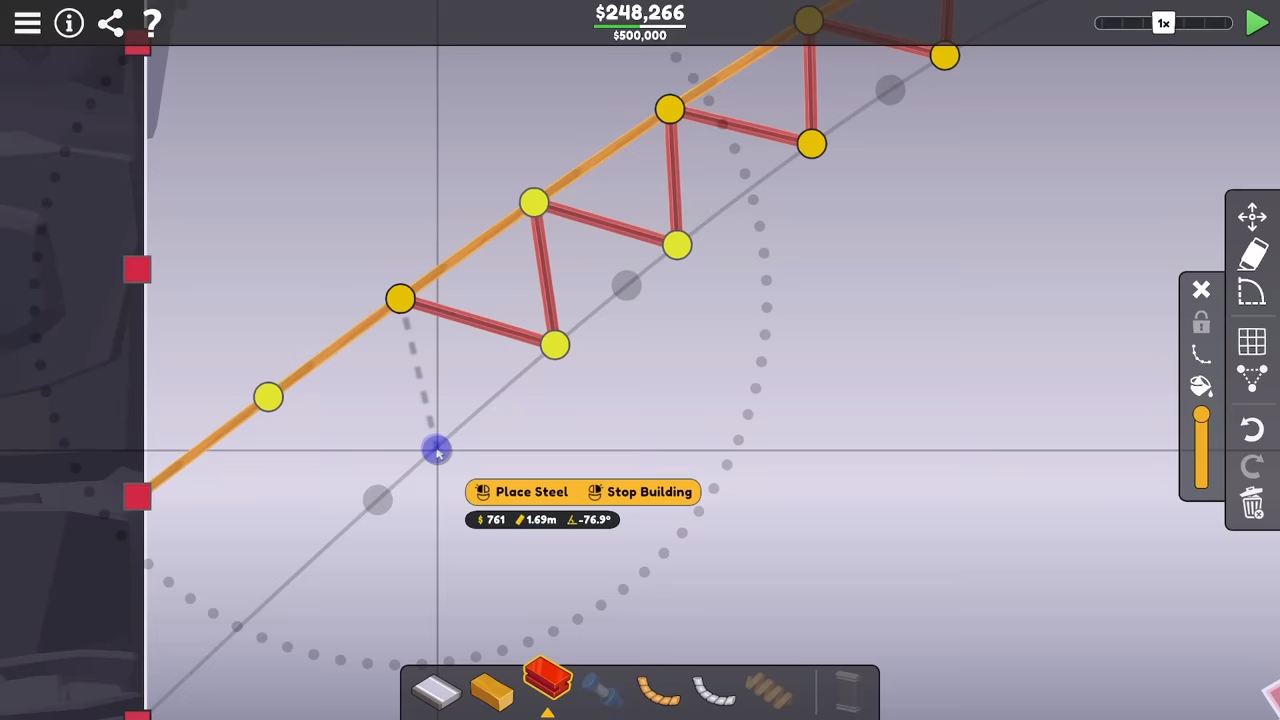 $248,266
$500,000
1x
Place Steel Stop Building
$ 761 1.69m -76.9°